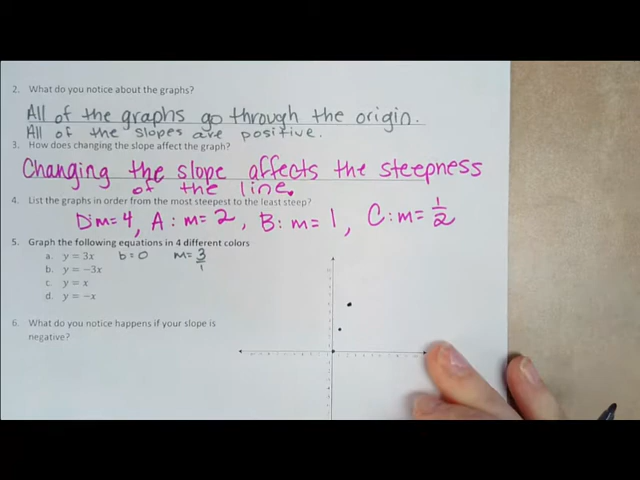 2. What do you notice about the graphs?
All of the graphs go through the origin.
All of the slopes are positive.
3. How does changing the slope affect the graph?
Changing the slope affects the steepness
of the line.
4. List the graphs in order from the most steepest to the least steep?
D: m=4, A: m=2, B: m=1, C: m=1/2
5. Graph the following equations in 4 different colors
a. y = 3x b=0 m=3/1
b. y = −3x
c. y = x
d. y = −x
6. What do you notice happens if your slope is
negative?